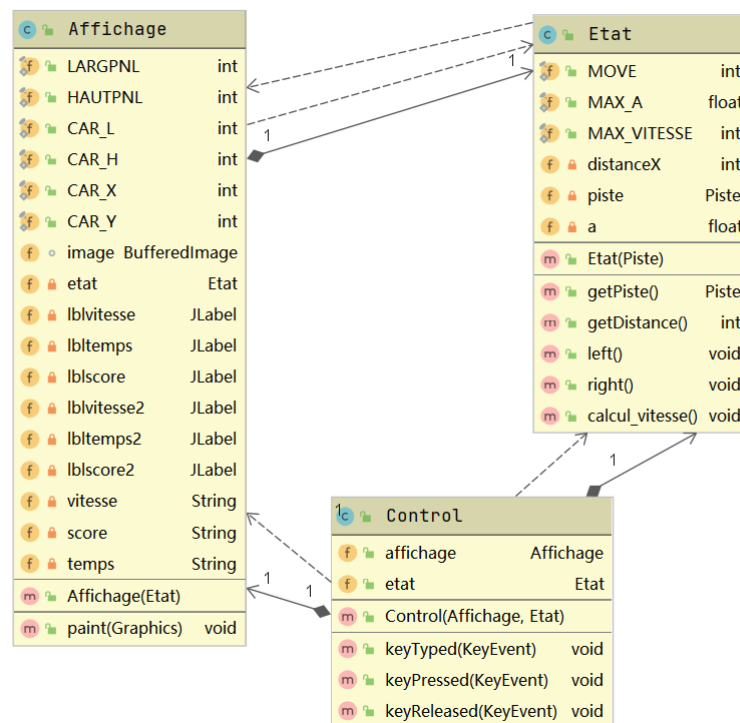 Affichage
LARGPNL int
HAUTPNL int
CAR_L int
CAR_H int
CAR_X int
CAR_Y int
image BufferedImage
etat Etat
lblvitesse JLabel
lbltemps JLabel
lblscore JLabel
lblvitesse2 JLabel
lbltemps2 JLabel
lblscore2 JLabel
vitesse String
score String
temps String
Affichage(Etat)
paint(Graphics) void
Etat
MOVE int
MAX_A float
MAX_VITESSE int
distanceX int
piste Piste
a float
Etat(Piste)
getPiste() Piste
getDistance() int
left() void
right() void
calcul_vitesse() void
Control
affichage Affichage
etat Etat
Control(Affichage, Etat)
keyTyped(KeyEvent) void
keyPressed(KeyEvent) void
keyReleased(KeyEvent) void
1
1
1
1
1
1